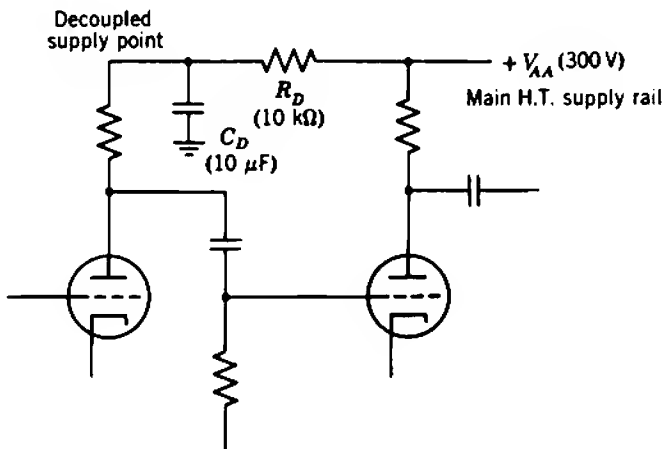 Decoupled
supply point
+ V_AA (300 V)
Main H.T. supply rail
R_D
(10 kΩ)
C_D
(10 μF)